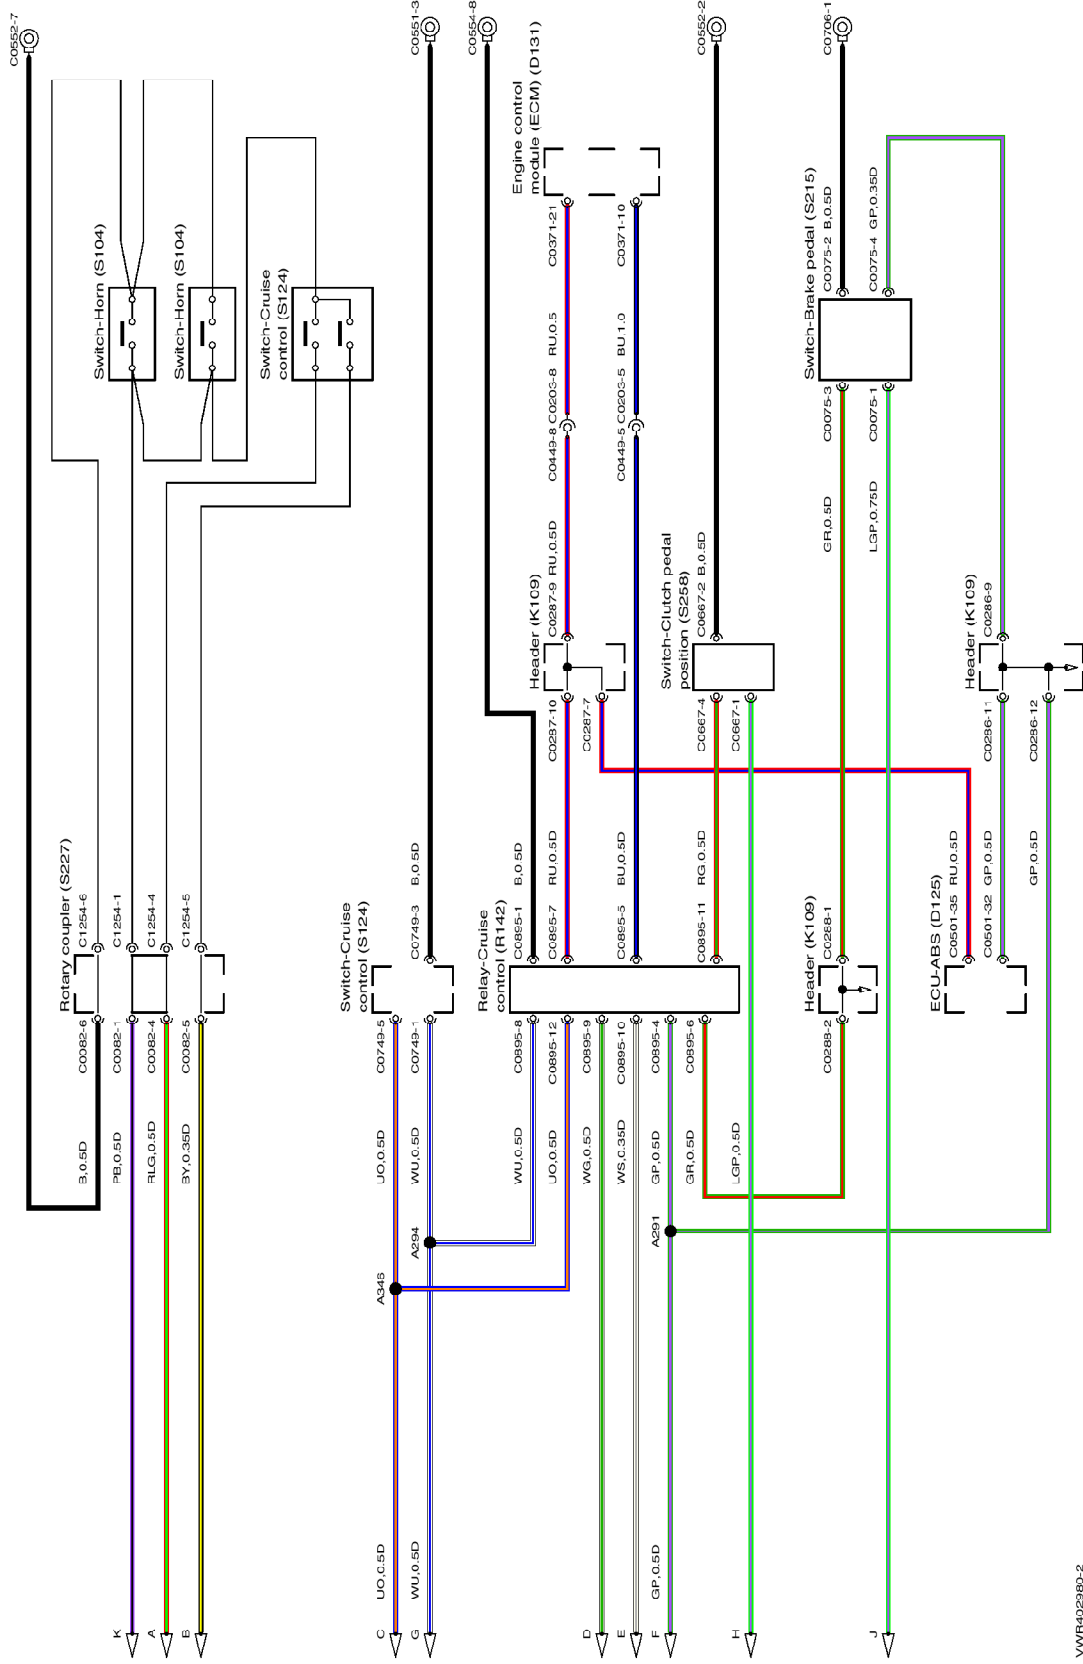 C0552-7
C0551-3
C0554-8
C0552-2
C0706-1
Engine control
module (ECM) (D131)
Switch-Horn (S104)
Switch-Horn (S104)
Switch-Cruise
control (S124)
C0371-21
C0371-10
RU,0.5
BU,1.0
C0203-8
C0203-5
C0449-8
C0449-5
Switch-Brake pedal (S215)
C0075-2
B,0.5D
C0075-4
GP,0.35D
C0075-3
C0075-1
GR,0.5D
LGP,0.75D
Header (K109)
C0287-9
RU,0.5D
C0287-10
C0287-7
Switch-Clutch pedal
position (S258)
C0667-2
B,0.5D
C0667-4
C0667-1
Header (K109)
C0286-9
C0286-11
C0286-12
Rotary coupler (S227)
C1254-6
C1254-1
C1254-4
C1254-5
C0082-6
C0082-1
C0082-4
C0082-5
B,0.5D
PB,0.5D
RLG,0.5D
BY,0.35D
Switch-Cruise
control (S124)
C0749-3
B,0.5D
C0749-5
C0749-1
UO,0.5D
WU,0.5D
Relay-Cruise
control (R142)
C0895-1
B,0.5D
C0895-7
RU,0.5D
C0895-5
BU,0.5D
C0895-11
RG,0.5D
C0895-8
C0895-12
C0895-9
C0895-10
C0895-4
C0895-6
WU,0.5D
UO,0.5D
WG,0.5D
WS,0.35D
GP,0.5D
GR,0.5D
LGP,0.5D
Header (K109)
C0288-1
C0288-2
ECU-ABS (D125)
C0501-35
RU,0.5D
C0501-32
GP,0.5D
GP,0.5D
A294
A291
UO,0.5D
WU,0.5D
GP,0.5D
K
A
B
C
G
D
E
F
H
J
VWR402980-2